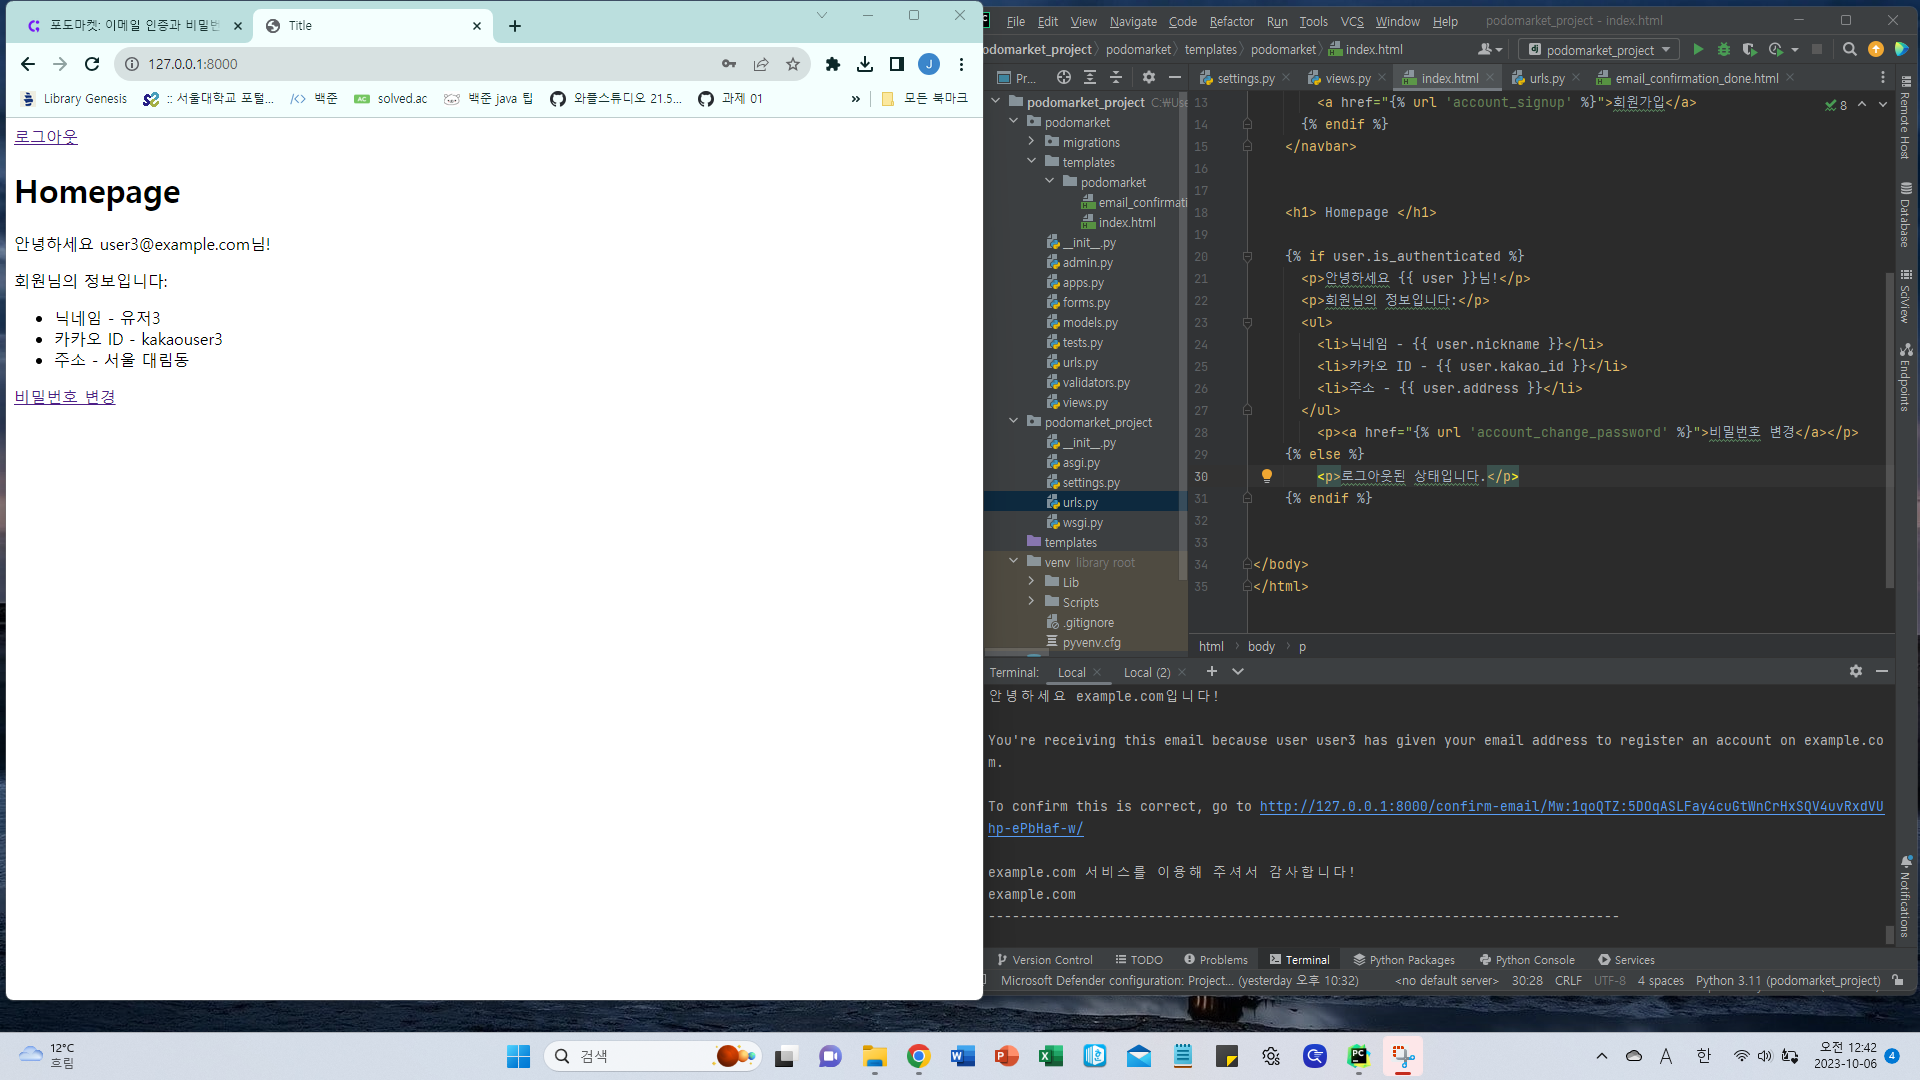 포도마켓: 이메일 인증과 비밀번
Title
127.0.0.1:8000
J
Library Genesis
:: 서울대학교 포털...
백준
solved.ac
백준 java 팁
와플스튜디오 21.5...
과제 01
»
모든 북마크
로그아웃
Homepage
안녕하세요 user3@example.com님!
회원님의 정보입니다:
• 닉네임 - 유저3
• 카카오 ID - kakaouser3
• 주소 - 서울 대림동
비밀번호 변경
File Edit View Navigate Code Refactor Run Tools VCS Window Help podomarket_project - index.html
odomarket_project podomarket templates podomarket index.html podomarket_project
Pr...
settings.py views.py index.html urls.py email_confirmation_done.html
podomarket_project C:₩Use
podomarket
migrations
templates
podomarket
email_confirmati
index.html
__init__.py
admin.py
apps.py
forms.py
models.py
tests.py
urls.py
validators.py
views.py
podomarket_project
__init__.py
asgi.py
settings.py
urls.py
wsgi.py
templates
venv library root
Lib
Scripts
.gitignore
pyvenv.cfg
8
13 <a href="{% url 'account_signup' %}">회원가입</a>
14 {% endif %}
15 </navbar>
16
17
18 <h1> Homepage </h1>
19
20 {% if user.is_authenticated %}
21 <p>안녕하세요 {{ user }}님!</p>
22 <p>회원님의 정보입니다:</p>
23 <ul>
24 <li>닉네임 - {{ user.nickname }}</li>
25 <li>카카오 ID - {{ user.kakao_id }}</li>
26 <li>주소 - {{ user.address }}</li>
27 </ul>
28 <p><a href="{% url 'account_change_password' %}">비밀번호 변경</a></p>
29 {% else %}
30 <p>로그아웃된 상태입니다.</p>
31 {% endif %}
32
33
34 </body>
35 </html>
html body p
Remote Host
Database
SciView
Endpoints
Notifications
Terminal: Local Local (2)
안녕하세요 example.com입니다!
You're receiving this email because user user3 has given your email address to register an account on example.co
m.
To confirm this is correct, go to http://127.0.0.1:8000/confirm-email/Mw:1qoQTZ:5DOqASLFay4cuGtWnCrHxSQV4uvRxdVU
hp-ePbHaf-w/
example.com 서비스를 이용해 주셔서 감사합니다!
example.com
-------------------------------------------------------------------------------
Version Control TODO Problems Terminal Python Packages Python Console Services
Microsoft Defender configuration: Project... (yesterday 오후 10:32) <no default server> 30:28 CRLF UTF-8 4 spaces Python 3.11 (podomarket_project)
12°C
흐림
검색
A
한
오전 12:42
2023-10-06
4